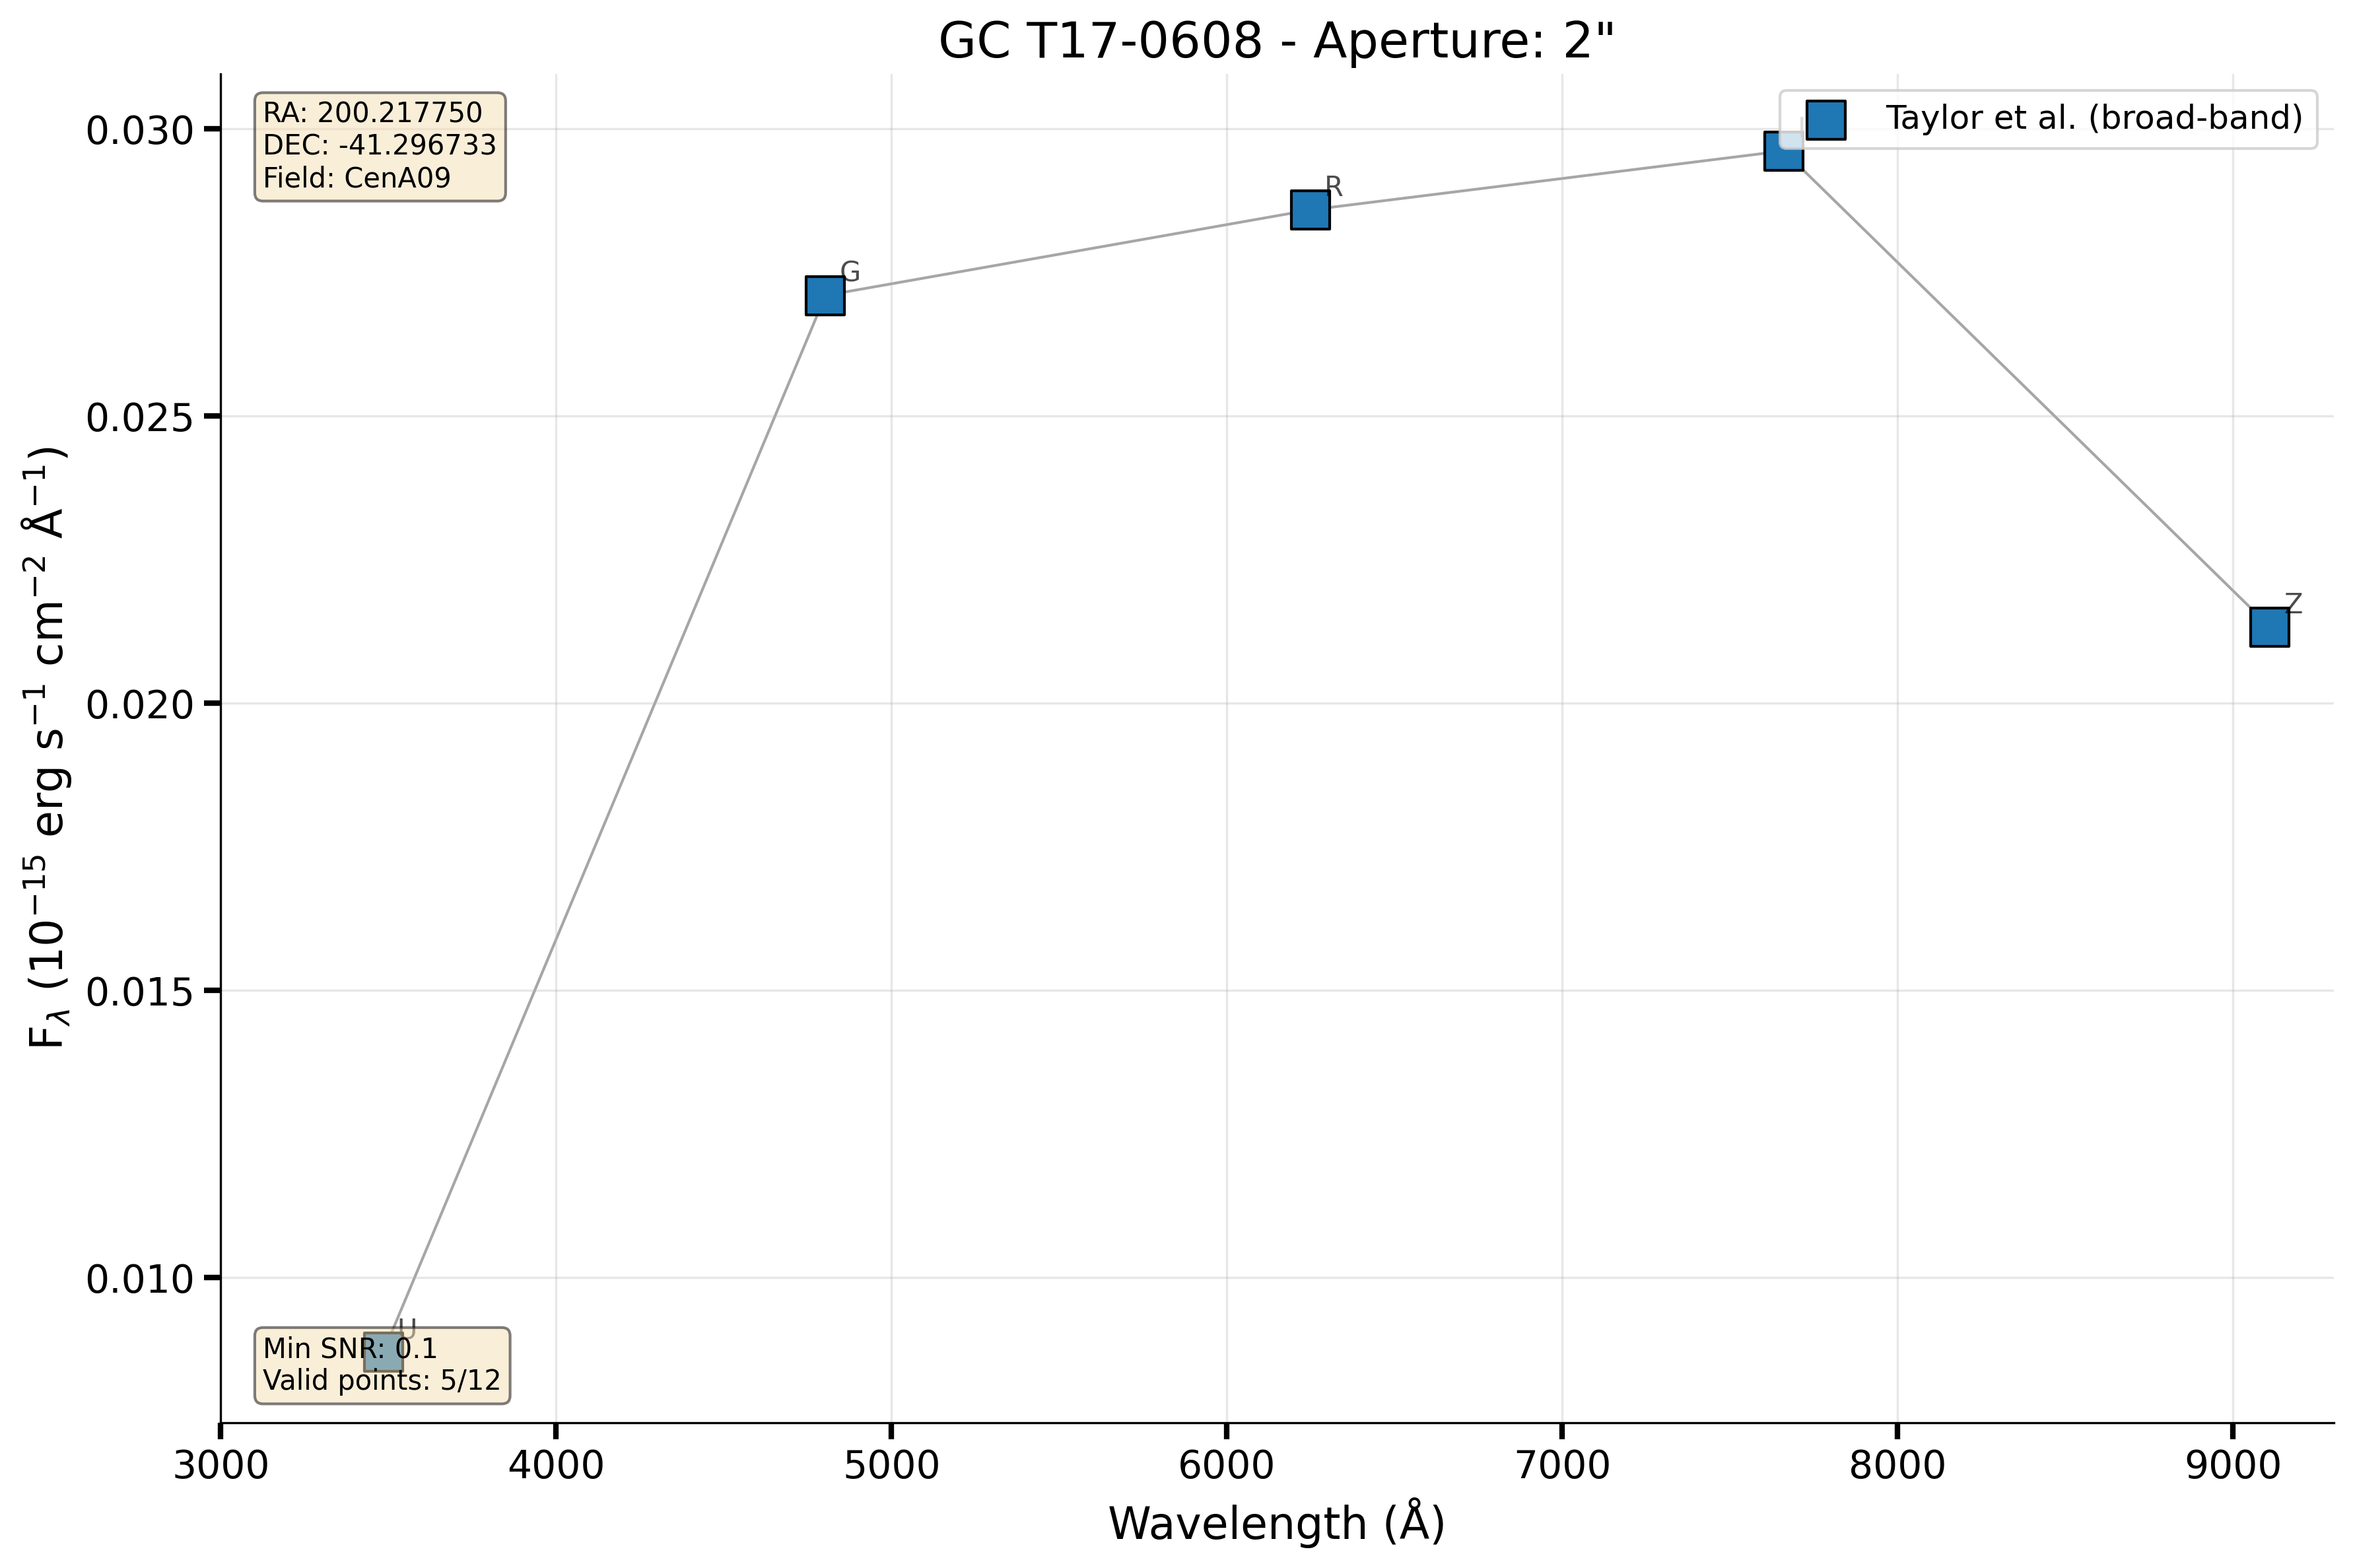 GC T17-0608 - Aperture: 2"
RA: 200.217750
DEC: -41.296733
Field: CenA09
Taylor et al. (broad-band)
0.030
0.025
0.020
0.015
0.010
F_λ (10⁻¹⁵ erg s⁻¹ cm⁻² Å⁻¹)
U
G
R
I
Z
Min SNR: 0.1
Valid points: 5/12
3000 4000 5000 6000 7000 8000 9000
Wavelength (Å)